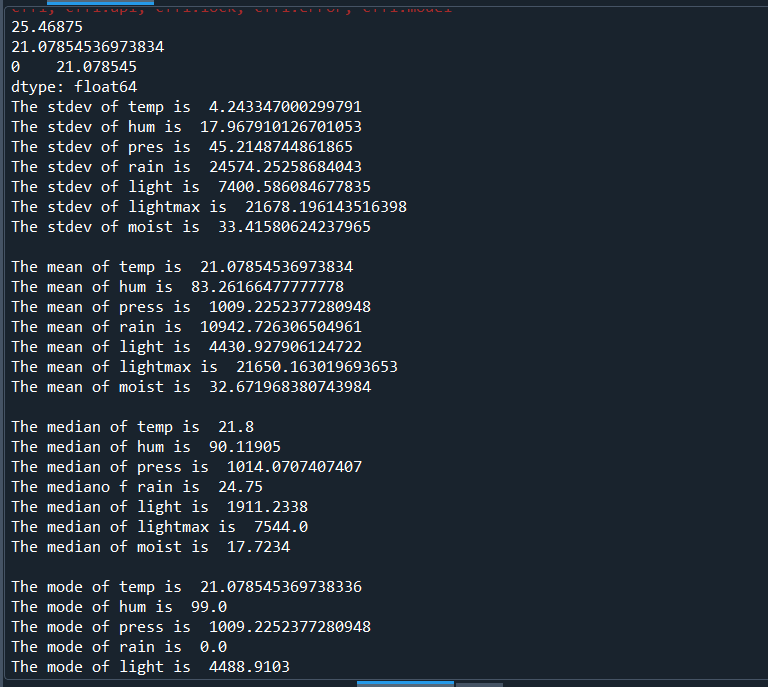 25.46875
21.07854536973834
0    21.078545
dtype: float64
The stdev of temp is  4.243347000299791
The stdev of hum is  17.967910126701053
The stdev of pres is  45.2148744861865
The stdev of rain is  24574.25258684043
The stdev of light is  7400.586084677835
The stdev of lightmax is  21678.196143516398
The stdev of moist is  33.41580624237965

The mean of temp is  21.07854536973834
The mean of hum is  83.26166477777778
The mean of press is  1009.2252377280948
The mean of rain is  10942.726306504961
The mean of light is  4430.927906124722
The mean of lightmax is  21650.163019693653
The mean of moist is  32.671968380743984

The median of temp is  21.8
The median of hum is  90.11905
The median of press is  1014.0707407407
The mediano f rain is  24.75
The median of light is  1911.2338
The median of lightmax is  7544.0
The median of moist is  17.7234

The mode of temp is  21.078545369738336
The mode of hum is  99.0
The mode of press is  1009.2252377280948
The mode of rain is  0.0
The mode of light is  4488.9103